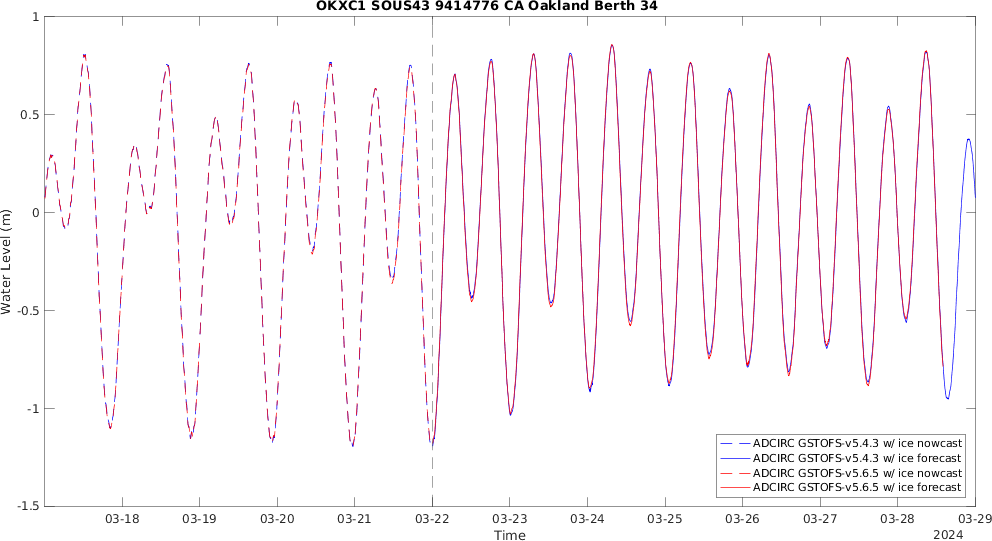 OKXC1 SOUS43 9414776 CA Oakland Berth 34
1
0.5
0
-0.5
-1
-1.5
Water Level (m)
ADCIRC GSTOFS-v5.4.3 w/ ice nowcast
ADCIRC GSTOFS-v5.4.3 w/ ice forecast
ADCIRC GSTOFS-v5.6.5 w/ ice nowcast
ADCIRC GSTOFS-v5.6.5 w/ ice forecast
03-18 03-19 03-20 03-21 03-22 03-23 03-24 03-25 03-26 03-27 03-28 03-29
Time
2024